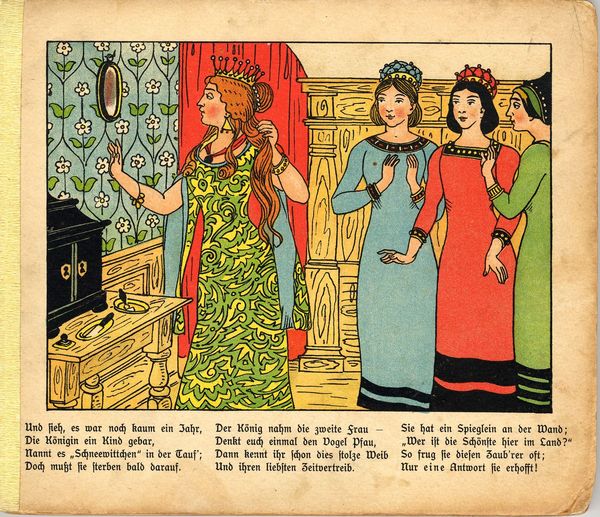 Und sieh, es war noch kaum ein Jahr,
Die Königin ein Kind gebar,
Nannt es „Schneewittchen“ in der Tauf';
Doch mußt sie sterben bald darauf.
Der König nahm die zweite Frau —
Denkt euch einmal den Vogel Pfau,
Dann kennt ihr schon dies stolze Weib
Und ihren liebsten Zeitvertreib.
Sie hat ein Spieglein an der Wand;
„Wer ist die Schönste hier im Land?“
So frug sie diesen Zaub'rer oft;
Nur eine Antwort sie erhofft!